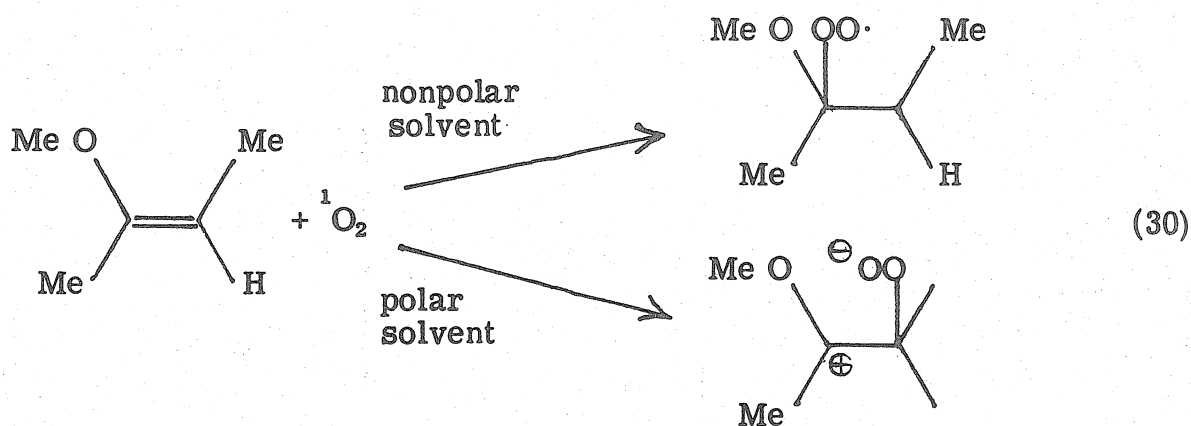 Me O OO· Me
nonpolar
solvent
Me O Me
Me H
+ ¹O₂
(30)
Me H
Me O ⊖ OO
polar
solvent
⊕
Me